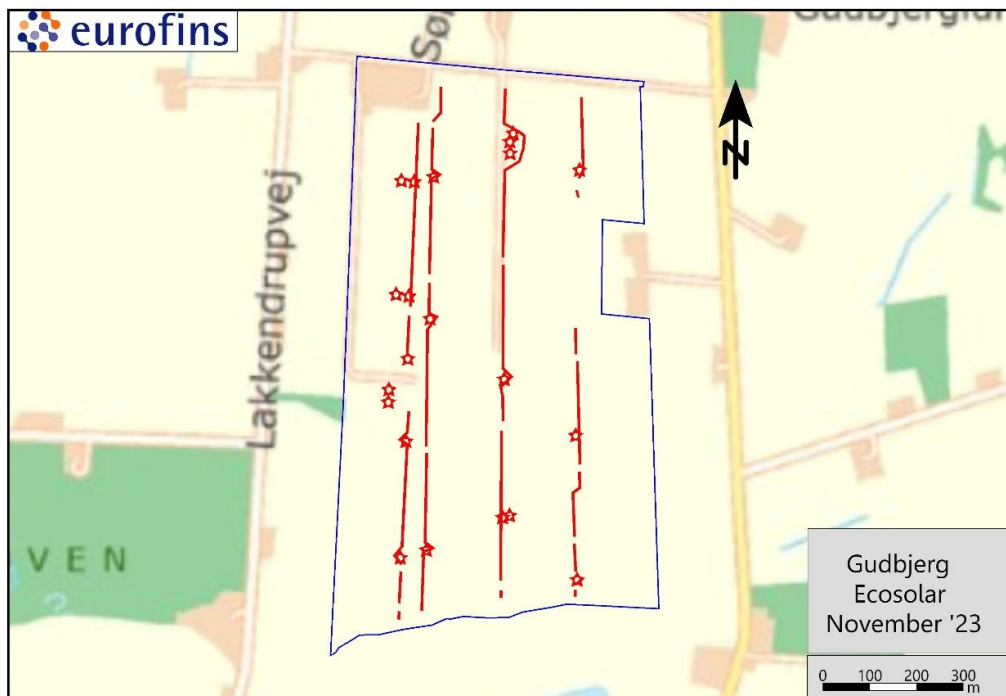 eurofins
Lakkendrupvej
N
VEN
Gudbjerg
Ecosolar
November '23
0 100 200 300
m